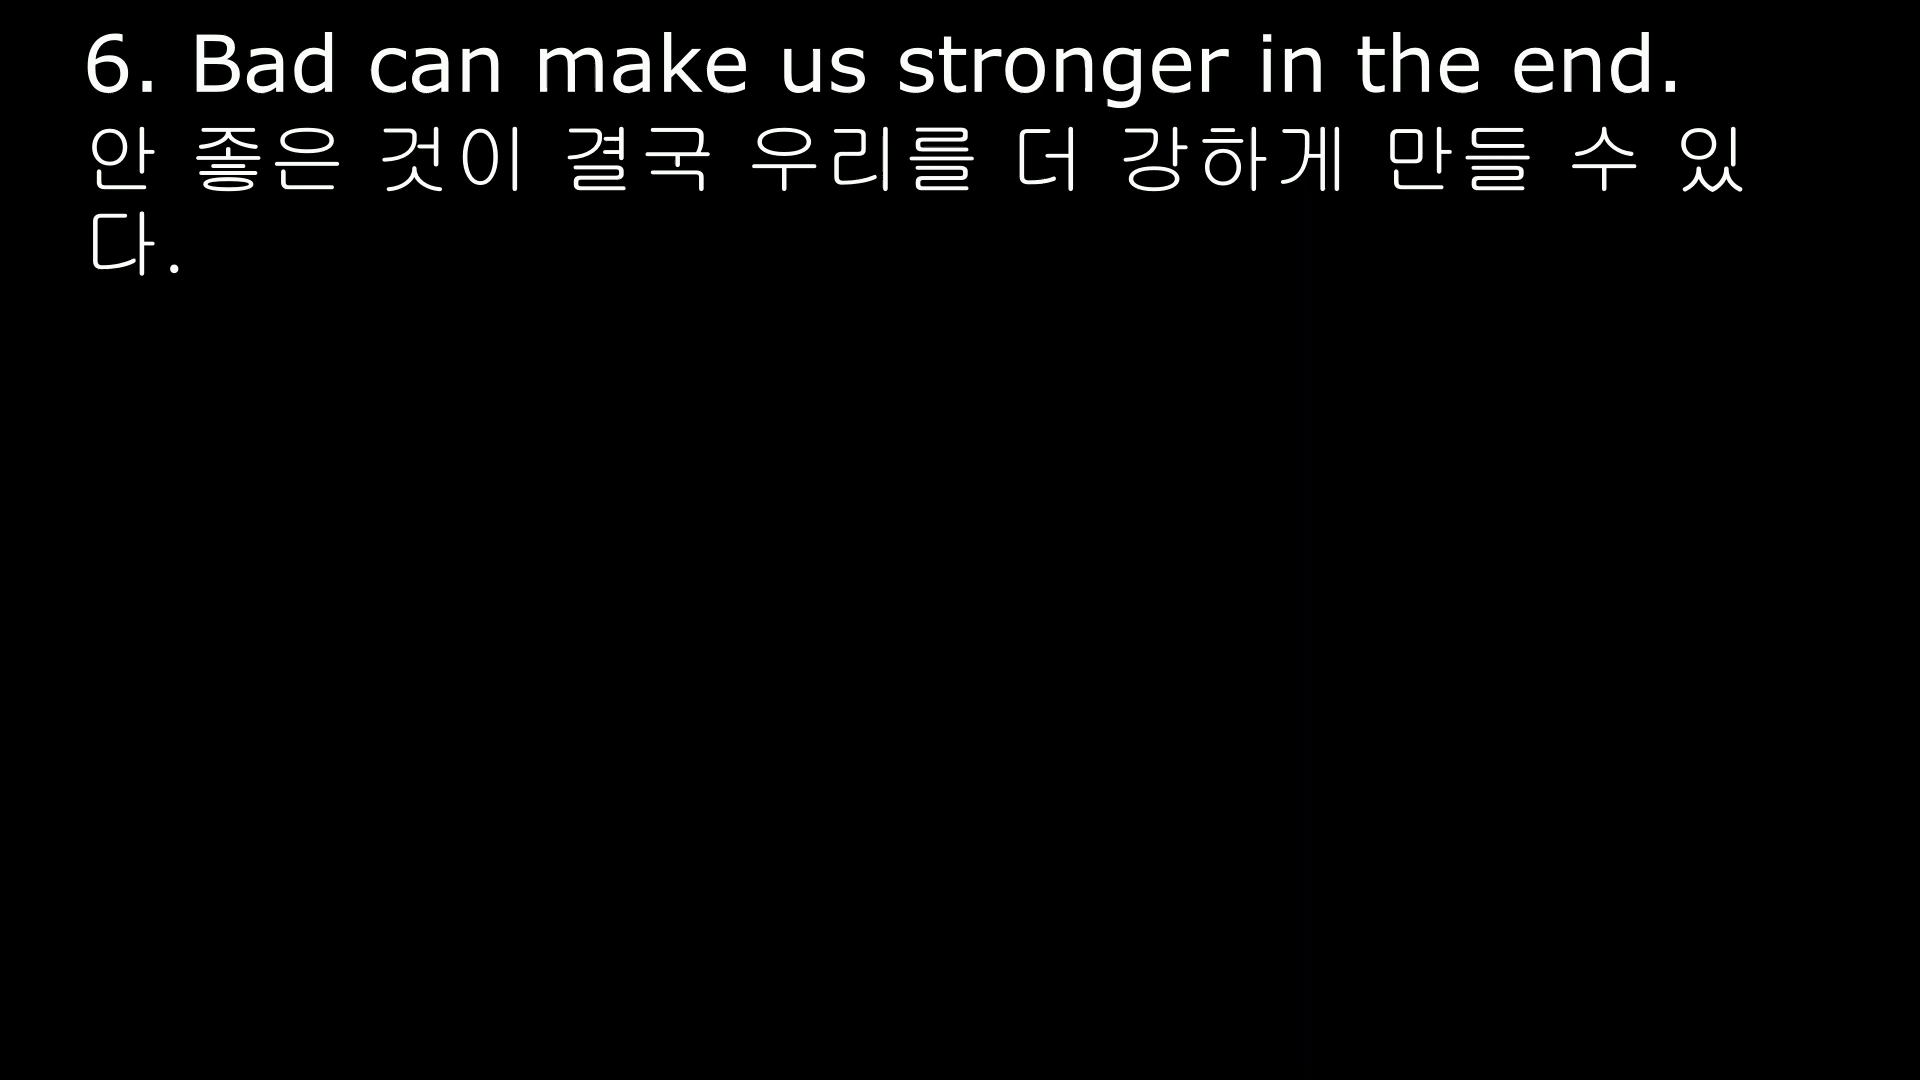 6. Bad can make us stronger in the end.
안 좋은 것이 결국 우리를 더 강하게 만들 수 있
다.